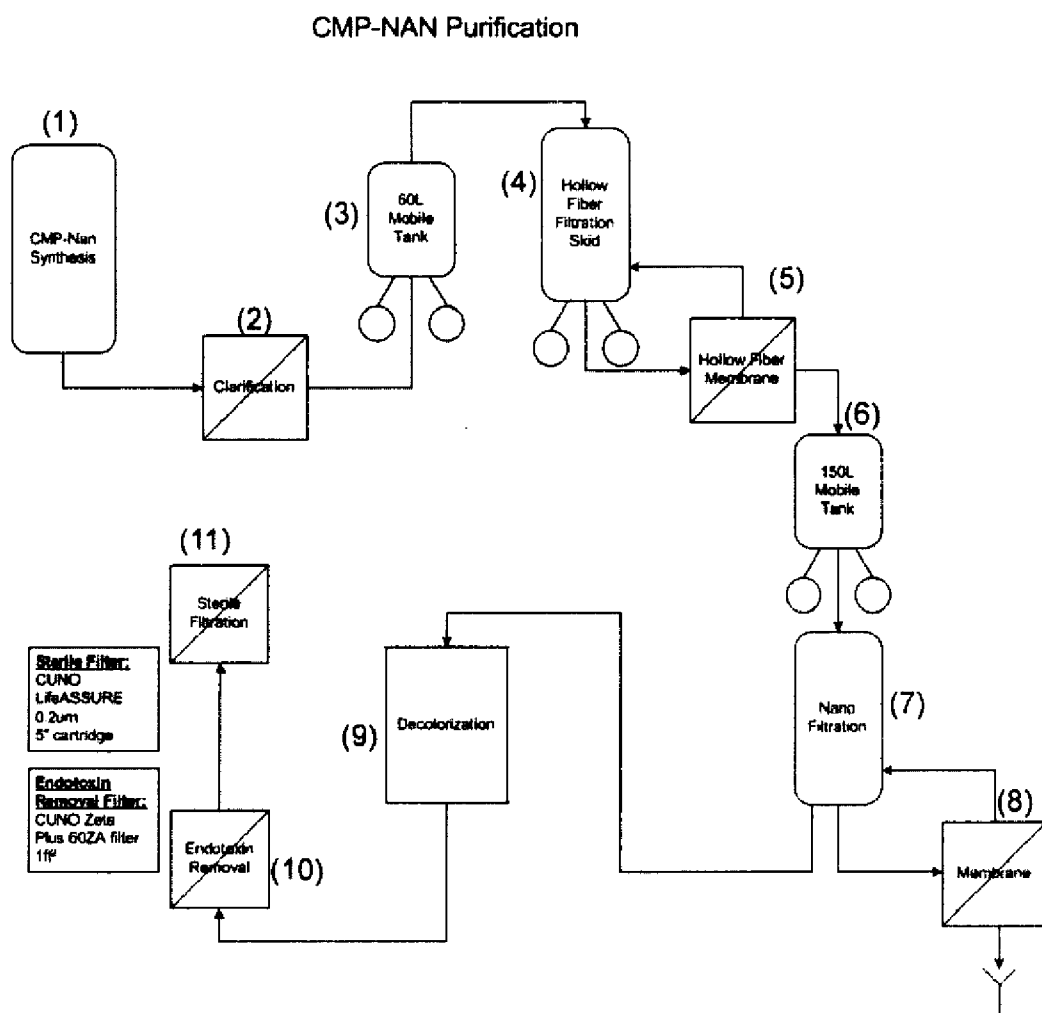 CMP-NAN Purification
(1)
CMP-Nan
Synthesis
(2)
Clarification
(3)
60L
Mobile
Tank
(4)
Hollow
Fiber
Filtration
Skid
(5)
Hollow Fiber
Membrane
(6)
150L
Mobile
Tank
(7)
Nano
Filtration
(8)
Membrane
(9)
Decolorization
(10)
Endotoxin
Removal
(11)
Sterile
Filtration
Sterile Filter:
CUNO
LifeASSURE
0.2um
5" cartridge
Endotoxin
Removal Filter:
CUNO Zeta
Plus 60ZA filter
1ft²